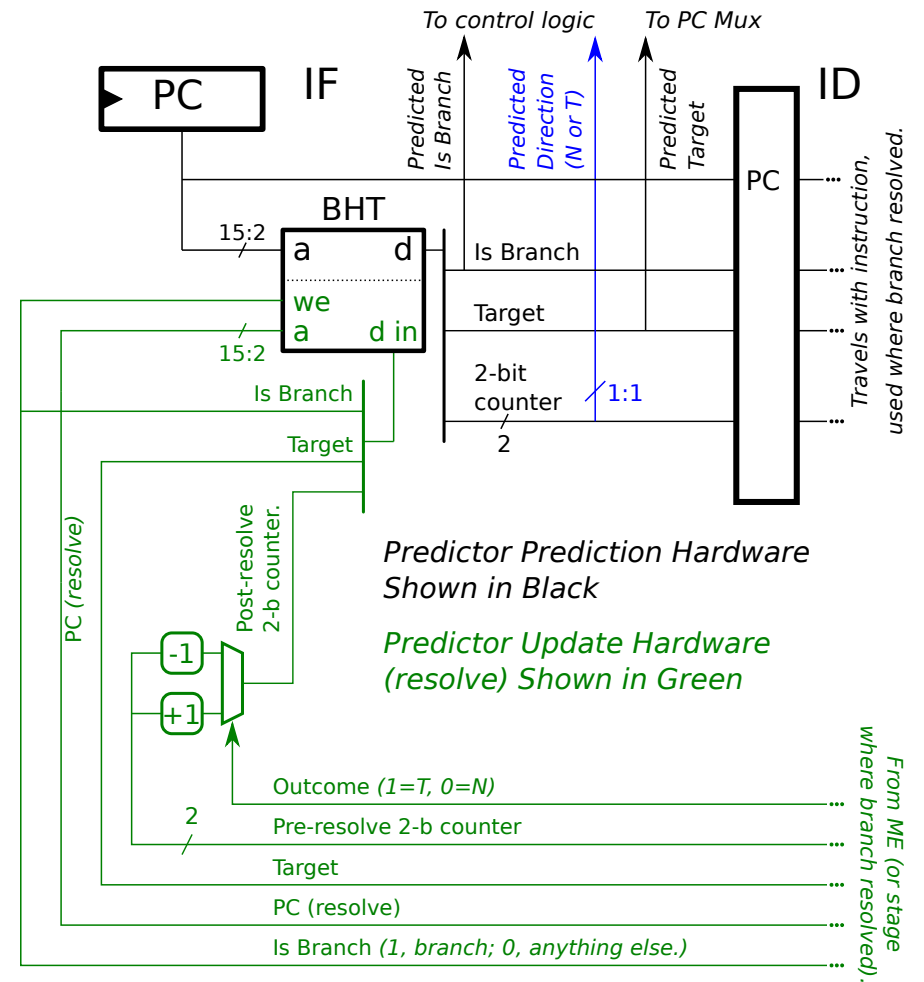 To control logic
To PC Mux
PC
IF
ID
Predicted
Is Branch
Predicted
Direction
(N or T)
Predicted
Target
PC
Travels with instruction,
used where branch resolved.
BHT
15:2
a
d
Is Branch
we
a
d in
15:2
Target
2-bit
counter
2
1:1
Is Branch
Target
Post-resolve
2-b counter.
PC (resolve)
Predictor Prediction Hardware
Shown in Black
Predictor Update Hardware
(resolve) Shown in Green
-1
+1
Outcome (1=T, 0=N)
2
Pre-resolve 2-b counter
Target
PC (resolve)
Is Branch (1, branch; 0, anything else.)
From ME (or stage
where branch resolved).